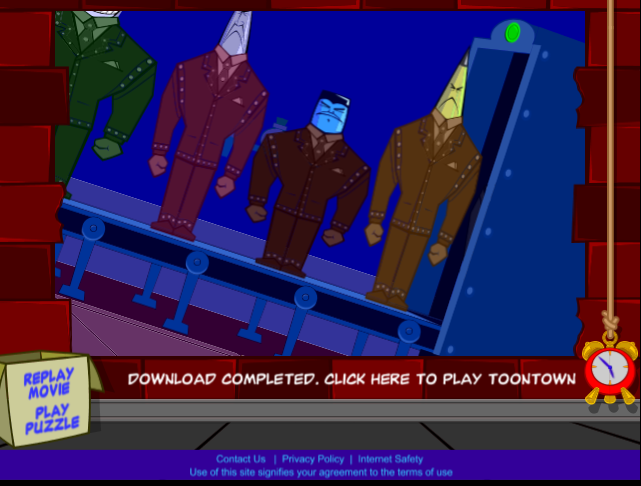 DOWNLOAD COMPLETED. CLICK HERE TO PLAY TOONTOWN
REPLAY
MOVIE
PLAY
PUZZLE
Contact Us | Privacy Policy | Internet Safety
Use of this site signifies your agreement to the terms of use